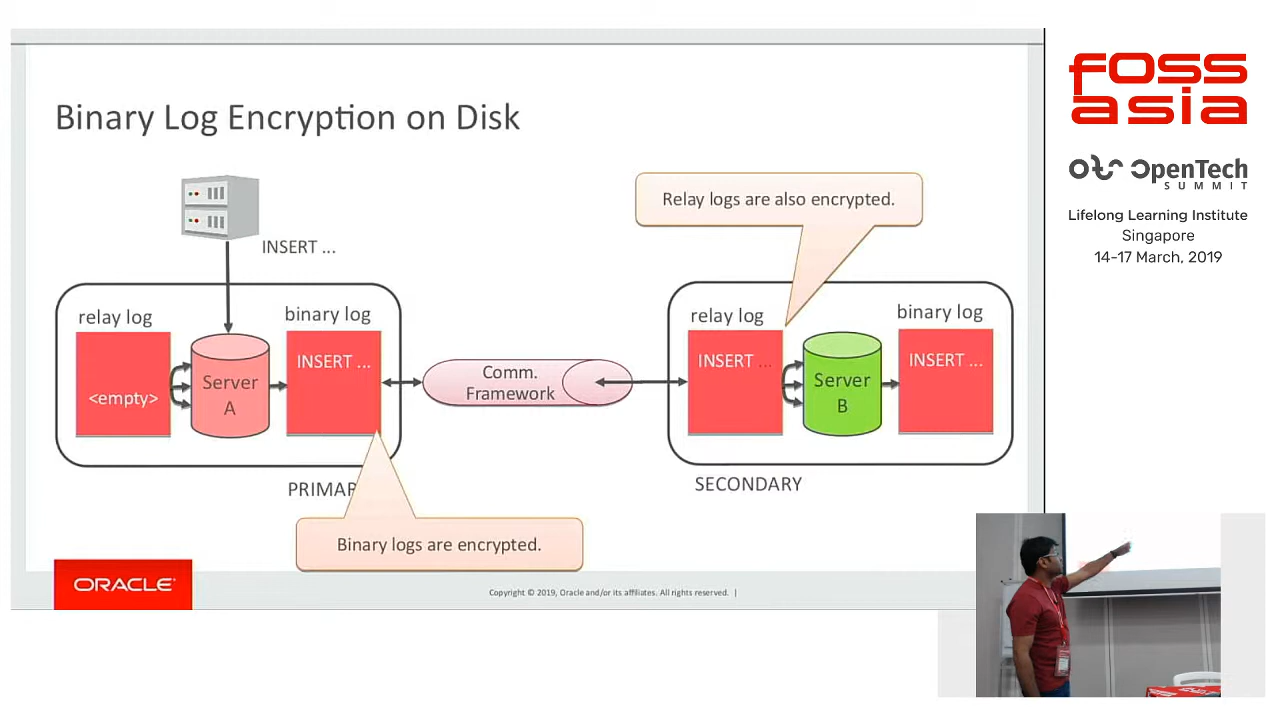 Binary Log Encryption on Disk
INSERT ...
Relay logs are also encrypted.
relay log
binary log
<empty>
Server
A
INSERT ...
Comm.
Framework
relay log
binary log
INSERT ...
Server
B
INSERT ...
PRIMAR
SECONDARY
Binary logs are encrypted.
ORACLE
Copyright © 2019, Oracle and/or its affiliates. All rights reserved. |
FOSS
asia
OpenTech
SUMMIT
Lifelong Learning Institute
Singapore
14-17 March, 2019